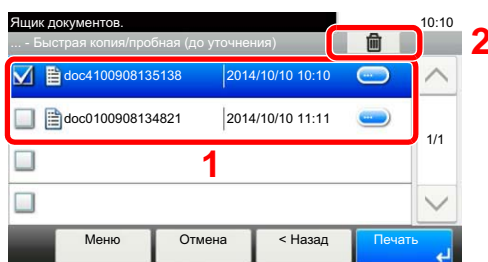 Ящик документов. 10:10
... - Быстрая копия/пробная (до уточнения)
2
doc4100908135138 2014/10/10 10:10 ...
doc0100908134821 2014/10/10 11:11 ...
1/1
1
Меню Отмена < Назад Печать